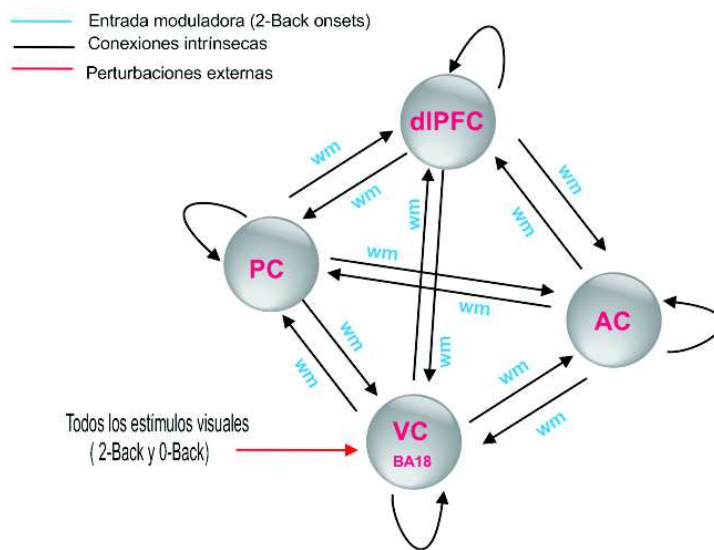 Entrada moduladora (2-Back onsets)
Conexiones intrínsecas
Perturbaciones externas
dlPFC
wm
wm
wm
wm
wm
PC
wm
wm
AC
wm
wm
wm
wm
wm
Todos los estímulos visuales
( 2-Back y 0-Back)
VC
BA18